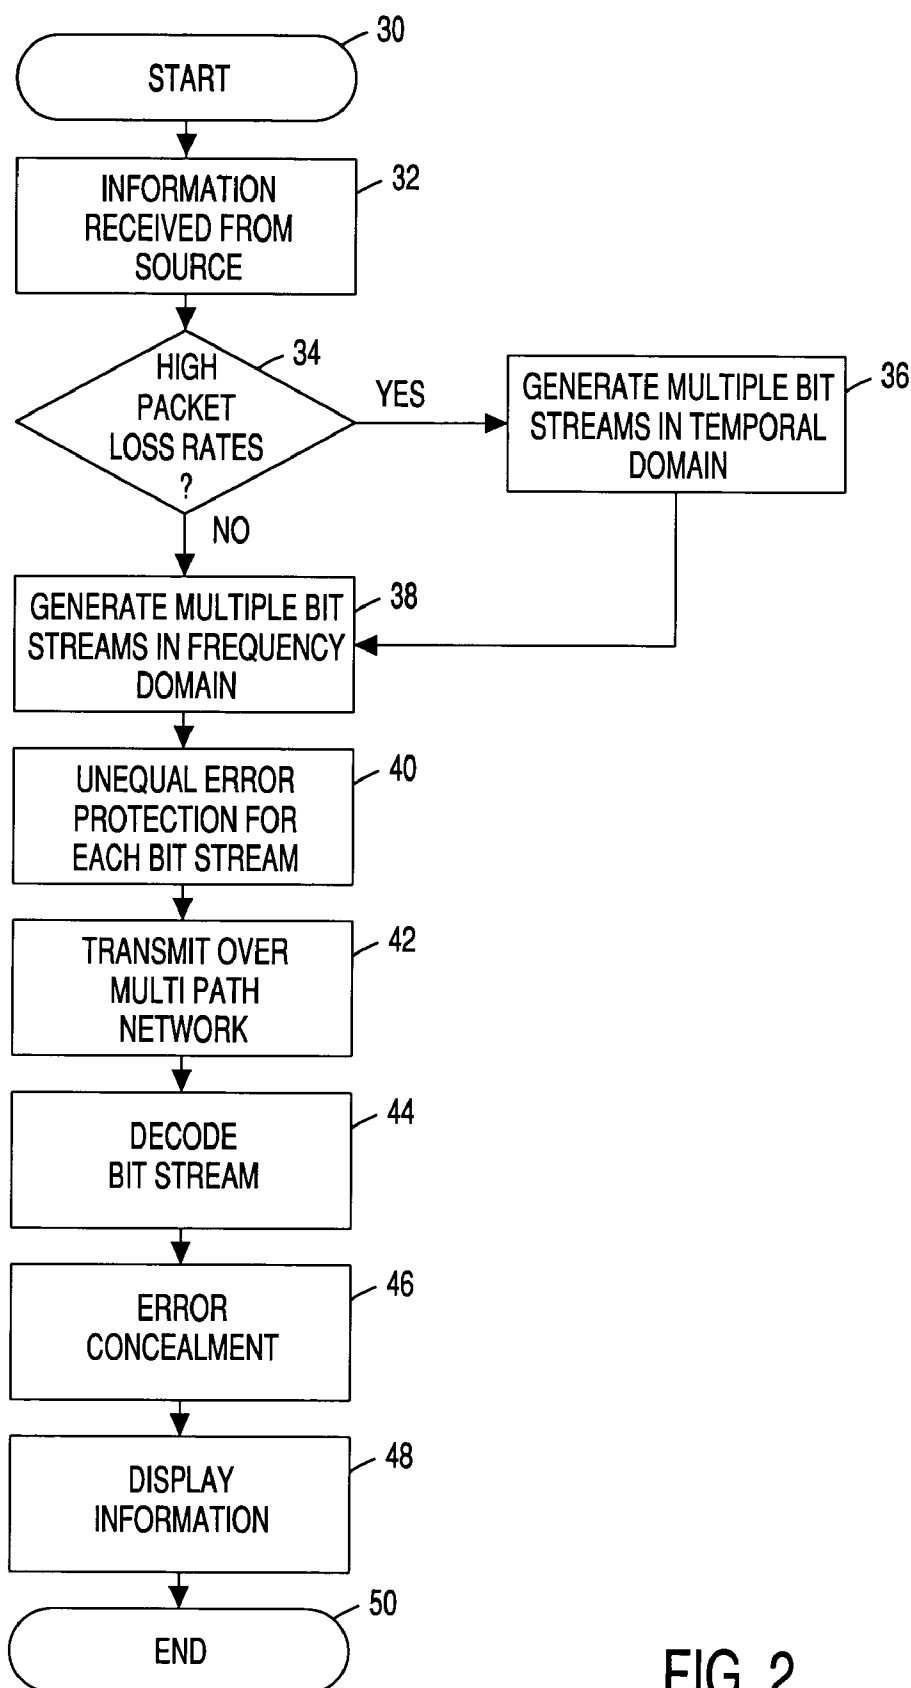 30
START
32
INFORMATION
RECEIVED FROM
SOURCE
34
HIGH
PACKET
LOSS RATES
?
YES
36
GENERATE MULTIPLE BIT
STREAMS IN TEMPORAL
DOMAIN
NO
38
GENERATE MULTIPLE BIT
STREAMS IN FREQUENCY
DOMAIN
40
UNEQUAL ERROR
PROTECTION FOR
EACH BIT STREAM
42
TRANSMIT OVER
MULTI PATH
NETWORK
44
DECODE
BIT STREAM
46
ERROR
CONCEALMENT
48
DISPLAY
INFORMATION
50
END
FIG. 2